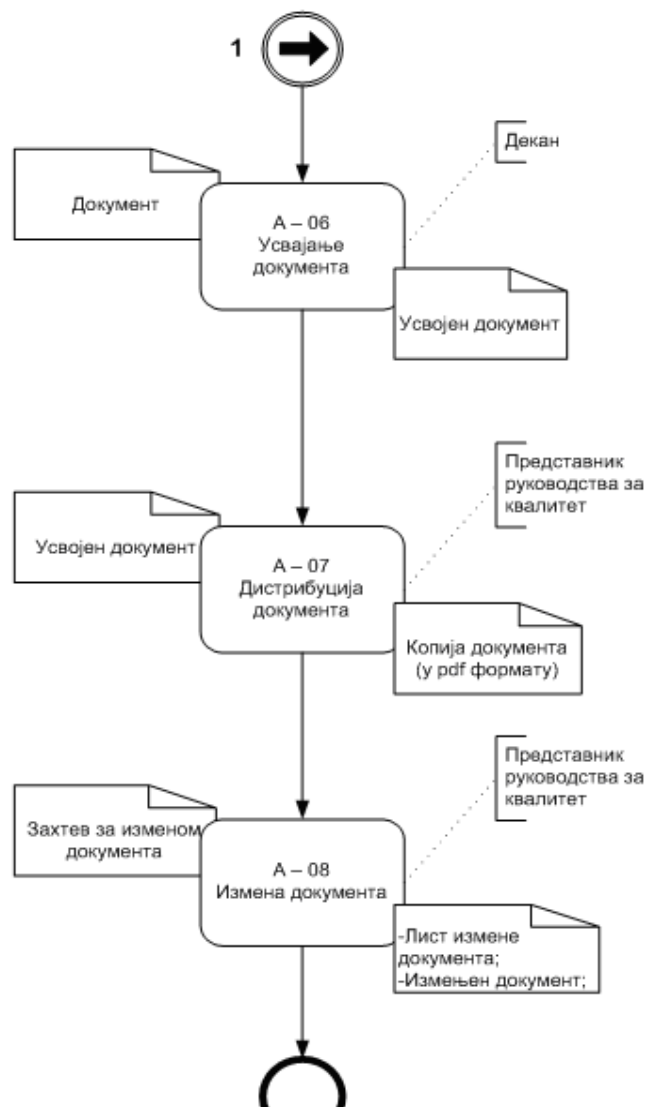 1
Декан
Документ
А – 06
Усвајање
документа
Усвојен документ
Представник
руководства за
квалитет
Усвојен документ
А – 07
Дистрибуција
документа
Копија документа
(у pdf формату)
Представник
руководства за
квалитет
Захтев за изменом
документа
А – 08
Измена документа
-Лист измене
документа;
-Измењен документ;